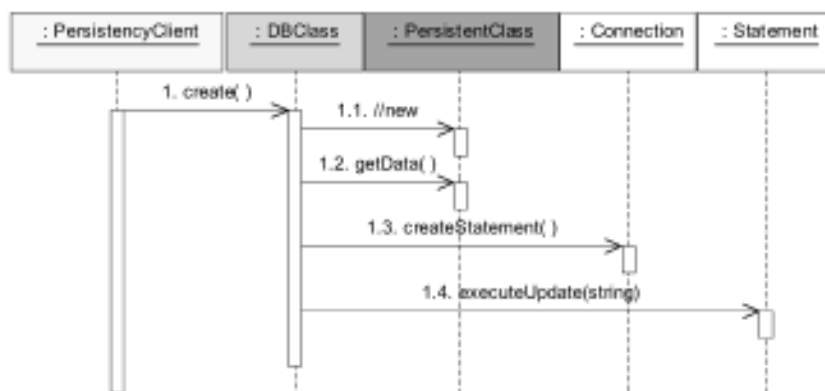 : PersistencyClient
: DBClass
: PersistentClass
: Connection
: Statement
1. create( )
1.1. //new
1.2. getData( )
1.3. createStatement( )
1.4. executeUpdate(string)